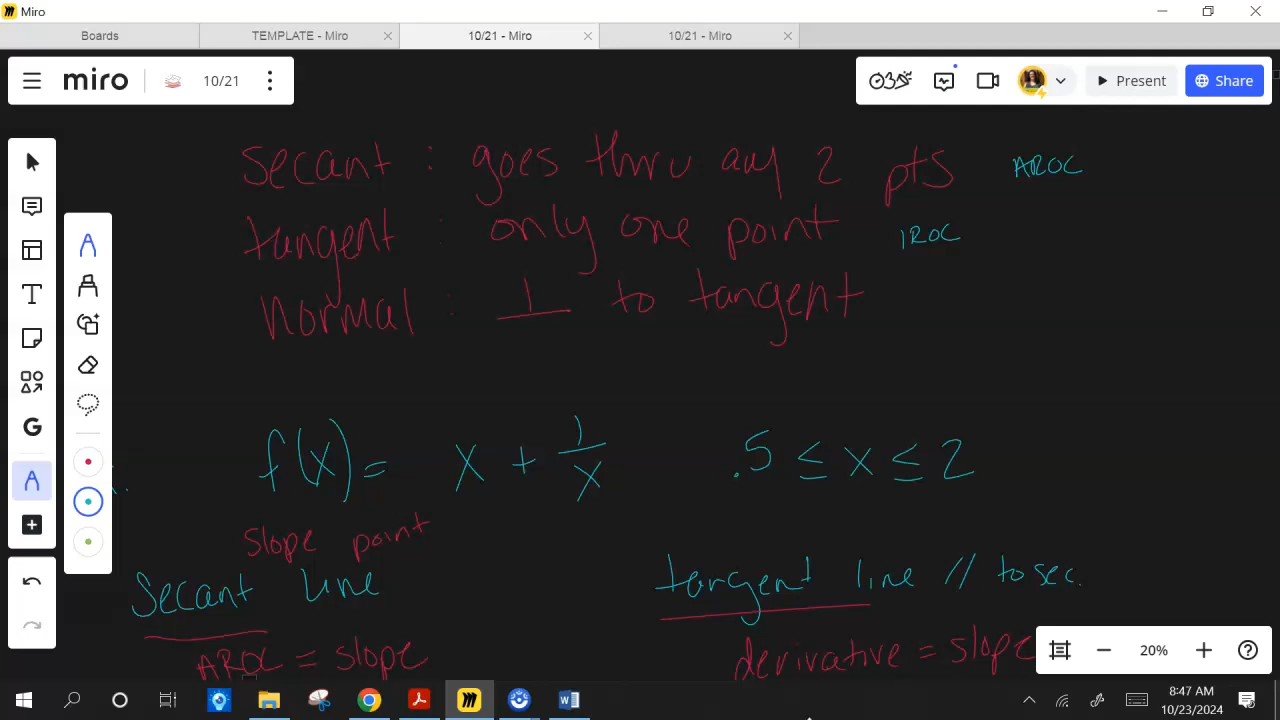 Miro
Boards
TEMPLATE - Miro
10/21 - Miro
10/21 - Miro
miro
10/21
Present
Share
secant : goes thru any 2 pts AROC
tangent : only one point IROC
normal : ⊥ to tangent
f(x) = x + 1/x .5 ≤ x ≤ 2
slope point
Secant line
tangent line // to sec.
AROC = slope
derivative = slope
20%
8:47 AM
10/23/2024